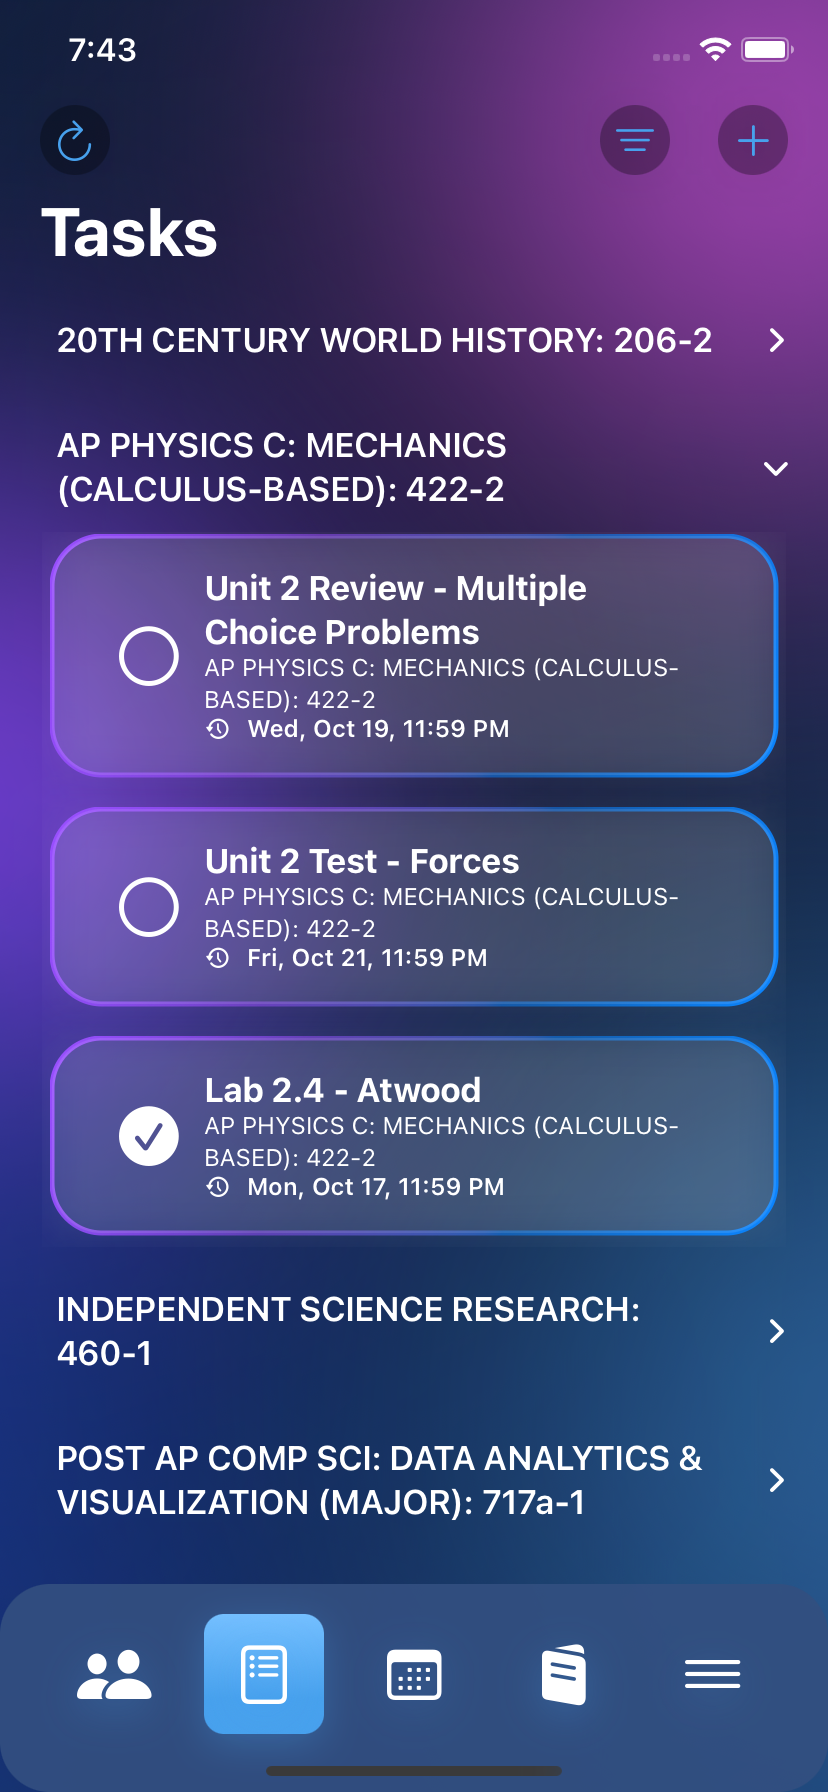 7:43
Tasks
20TH CENTURY WORLD HISTORY: 206-2
AP PHYSICS C: MECHANICS
(CALCULUS-BASED): 422-2
Unit 2 Review - Multiple
Choice Problems
AP PHYSICS C: MECHANICS (CALCULUS-
BASED): 422-2
Wed, Oct 19, 11:59 PM
Unit 2 Test - Forces
AP PHYSICS C: MECHANICS (CALCULUS-
BASED): 422-2
Fri, Oct 21, 11:59 PM
Lab 2.4 - Atwood
AP PHYSICS C: MECHANICS (CALCULUS-
BASED): 422-2
Mon, Oct 17, 11:59 PM
INDEPENDENT SCIENCE RESEARCH:
460-1
POST AP COMP SCI: DATA ANALYTICS &
VISUALIZATION (MAJOR): 717a-1